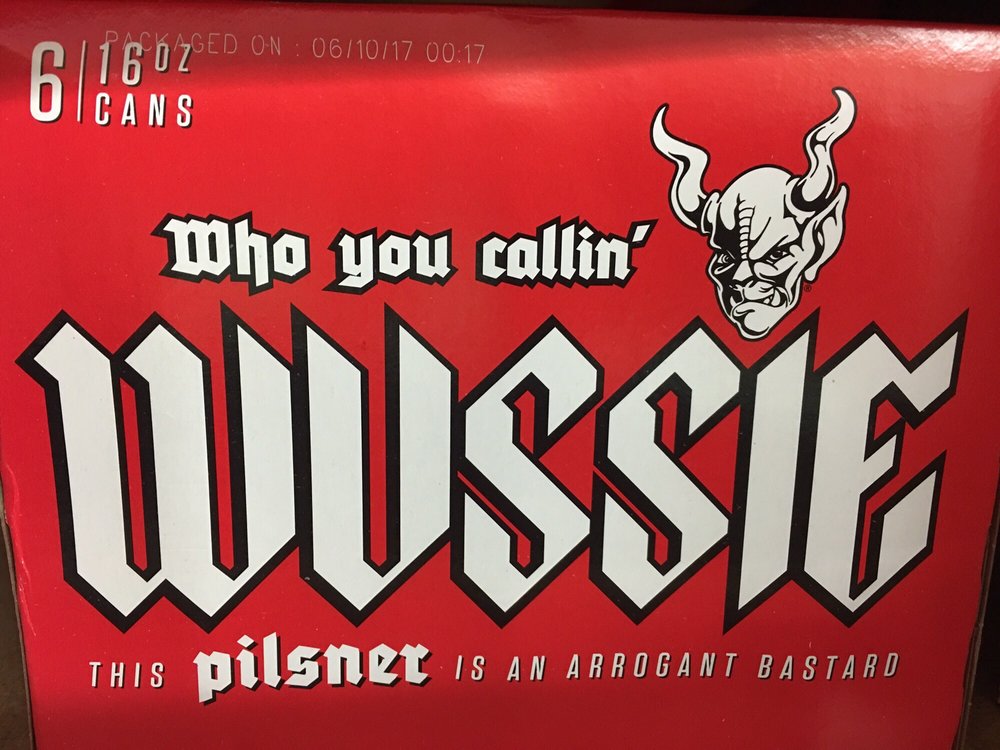 PACKAGED ON : 06/10/17 00:17
6 16 OZ
CANS
Who you callin'
WUSSIE
THIS pilsner IS AN ARROGANT BASTARD
®